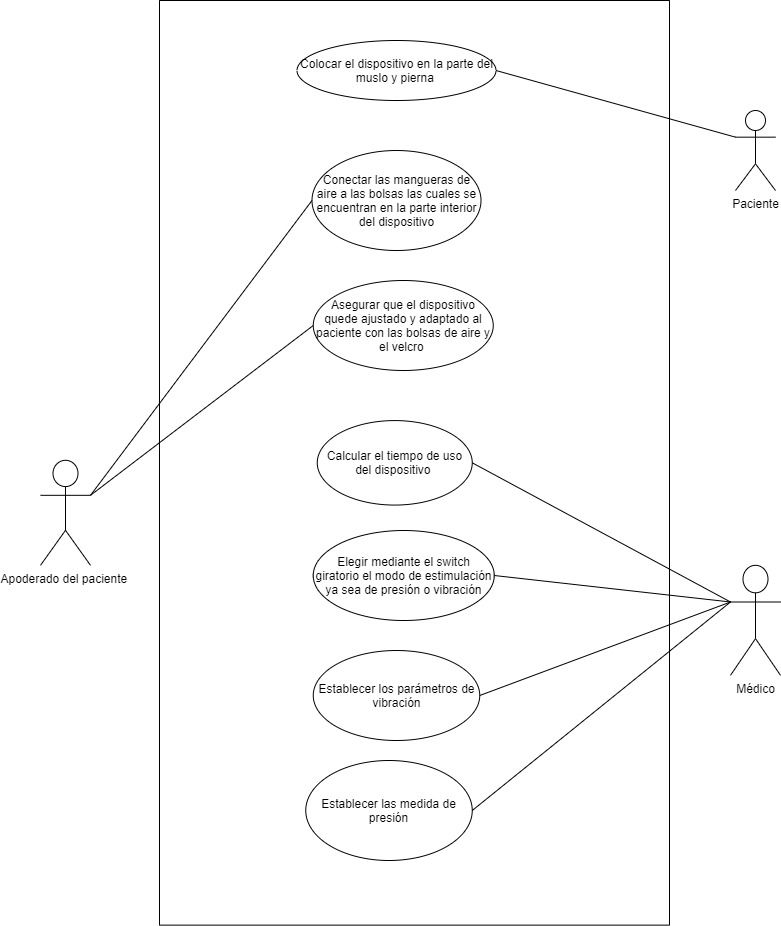 Colocar el dispositivo en la parte del
muslo y pierna
Paciente
Conectar las mangueras de
aire a las bolsas las cuales se
encuentran en la parte interior
del dispositivo
Asegurar que el dispositivo
quede ajustado y adaptado al
paciente con las bolsas de aire y
el velcro
Calcular el tiempo de uso
del dispositivo
Apoderado del paciente
Elegir mediante el switch
giratorio el modo de estimulación
ya sea de presión o vibración
Médico
Establecer los parámetros de
vibración
Establecer las medida de
presión